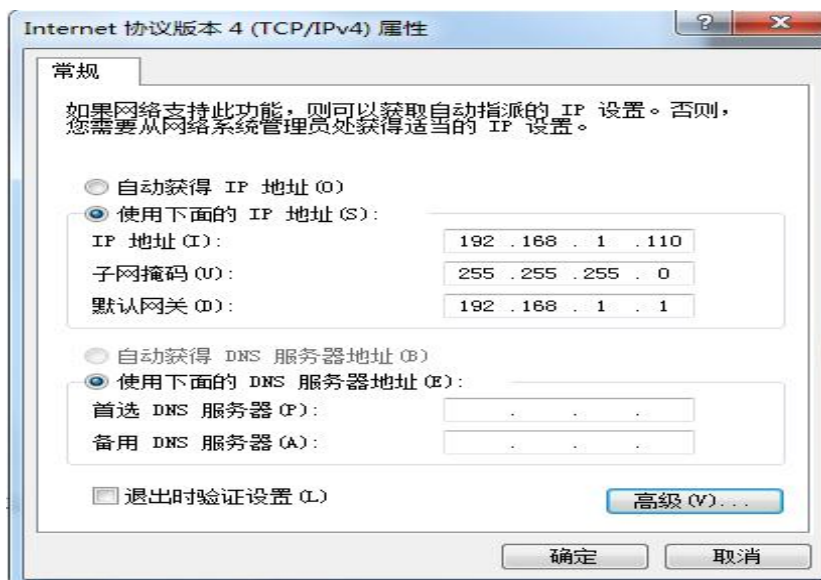 Internet 协议版本 4 (TCP/IPv4) 属性
常规
如果网络支持此功能，则可以获取自动指派的 IP 设置。否则，
您需要从网络系统管理员处获得适当的 IP 设置。
自动获得 IP 地址(O)
使用下面的 IP 地址(S):
IP 地址(I): 192 .168 . 1 .110
子网掩码(U): 255 .255 .255 . 0
默认网关(D): 192 .168 . 1 . 1
自动获得 DNS 服务器地址(B)
使用下面的 DNS 服务器地址(E):
首选 DNS 服务器(P): . . .
备用 DNS 服务器(A): . . .
退出时验证设置(L)
高级(V)...
确定 取消